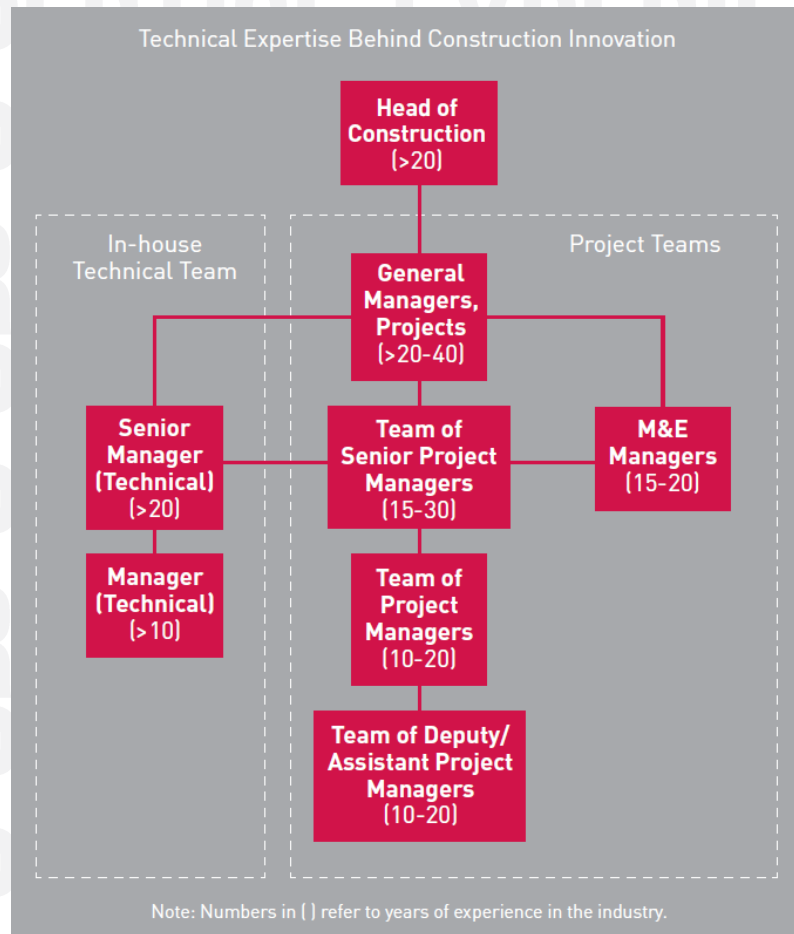 Technical Expertise Behind Construction Innovation
Head of
Construction
(>20)
In-house
Technical Team
Project Teams
General
Managers,
Projects
(>20-40)
Senior
Manager
(Technical)
(>20)
Team of
Senior Project
Managers
(15-30)
M&E
Managers
(15-20)
Manager
(Technical)
(>10)
Team of
Project
Managers
(10-20)
Team of Deputy/
Assistant Project
Managers
(10-20)
Note: Numbers in ( ) refer to years of experience in the industry.